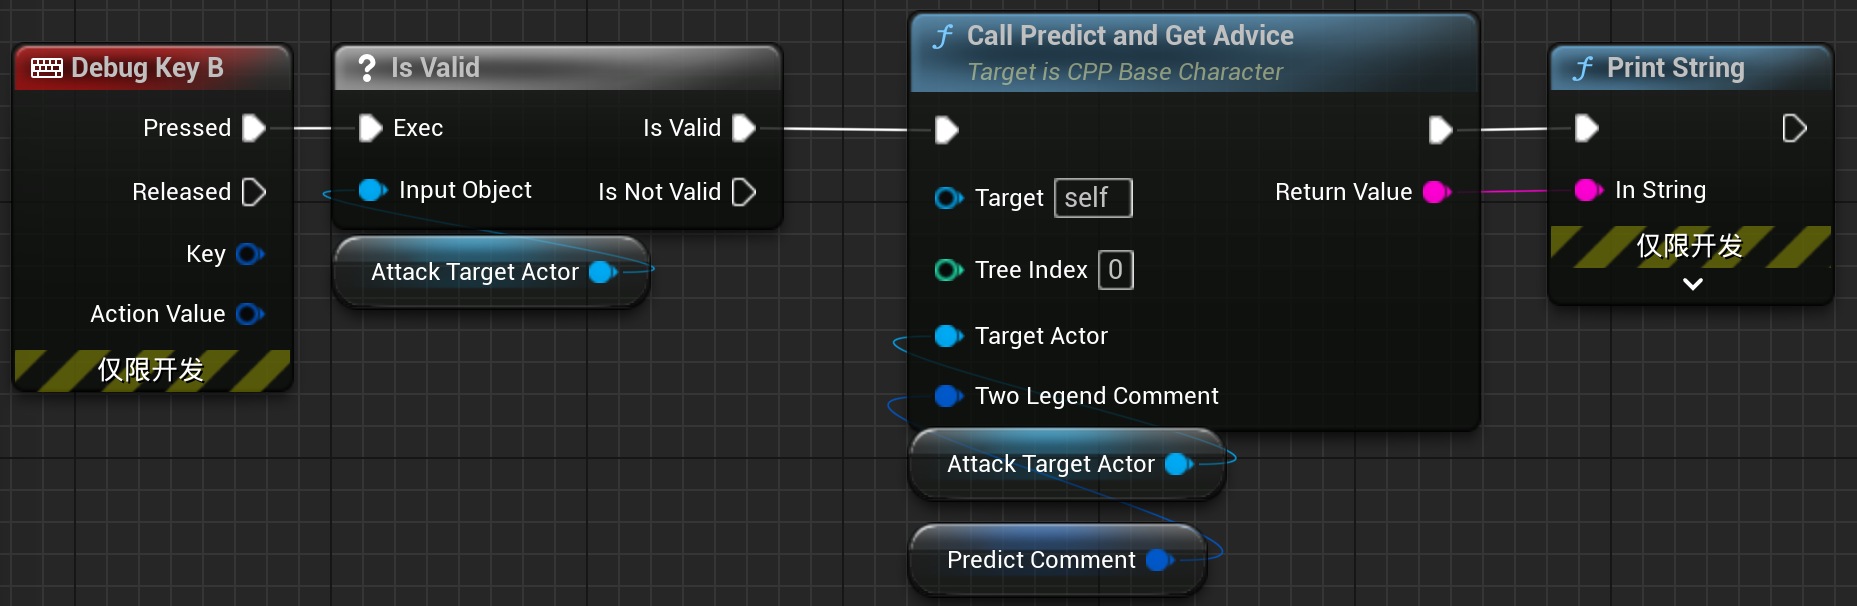 Debug Key B
Pressed
Released
Key
Action Value
仅限开发
? Is Valid
Exec
Is Valid
Input Object
Is Not Valid
Attack Target Actor
f Call Predict and Get Advice
Target is CPP Base Character
Target self
Return Value
Tree Index 0
Target Actor
Two Legend Comment
Attack Target Actor
Predict Comment
f Print String
In String
仅限开发